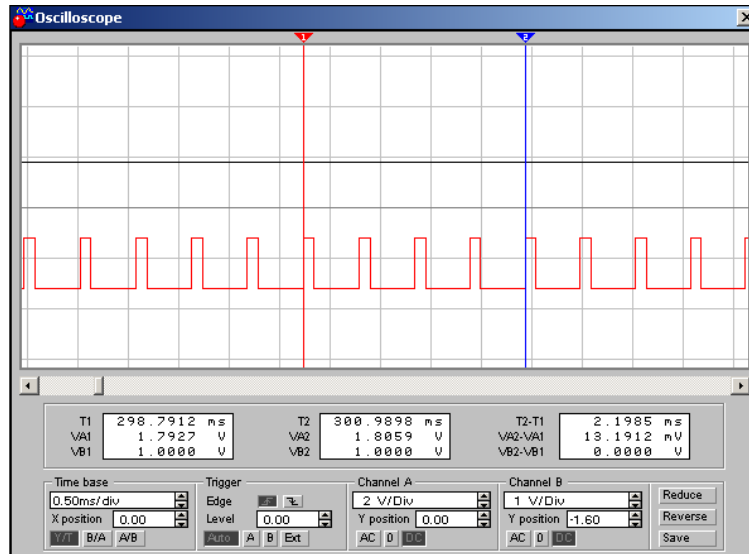 Oscilloscope
1 2
T1 298.7912 ms T2 300.9898 ms T2-T1 2.1985 ms
VA1 1.7927 V VA2 1.8059 V VA2-VA1 13.1912 mV
VB1 1.0000 V VB2 1.0000 V VB2-VB1 0.0000 V
Time base Trigger Channel A Channel B
0.50ms/div Edge 2 V/Div 1 V/Div Reduce
X position 0.00 Level 0.00 Y position 0.00 Y position -1.60 Reverse
Y/T B/A A/B Auto A B Ext AC 0 DC AC 0 DC Save